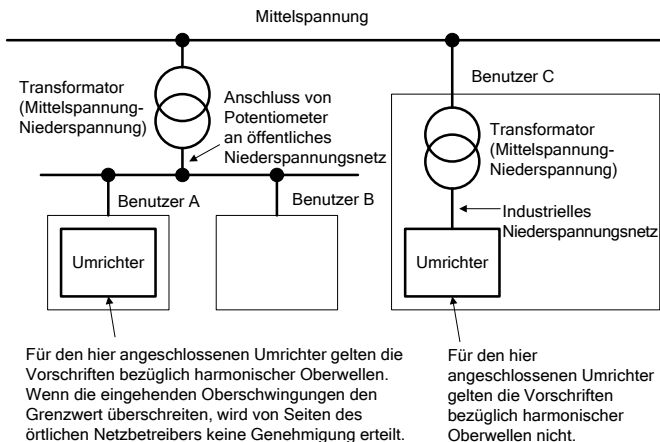 Mittelspannung
Transformator
(Mittelspannung-
Niederspannung)
Anschluss von
Potentiometer
an öffentliches
Niederspannungsnetz
Benutzer C
Transformator
(Mittelspannung-
Niederspannung)
Benutzer A
Benutzer B
Industrielles
Niederspannungsnetz
Umrichter
Umrichter
Für den hier angeschlossenen Umrichter gelten die
Vorschriften bezüglich harmonischer Oberwellen.
Wenn die eingehenden Oberschwingungen den
Grenzwert überschreiten, wird von Seiten des
örtlichen Netzbetreibers keine Genehmigung erteilt.
Für den hier
angeschlossenen Umrichter
gelten die Vorschriften
bezüglich harmonischer
Oberwellen nicht.